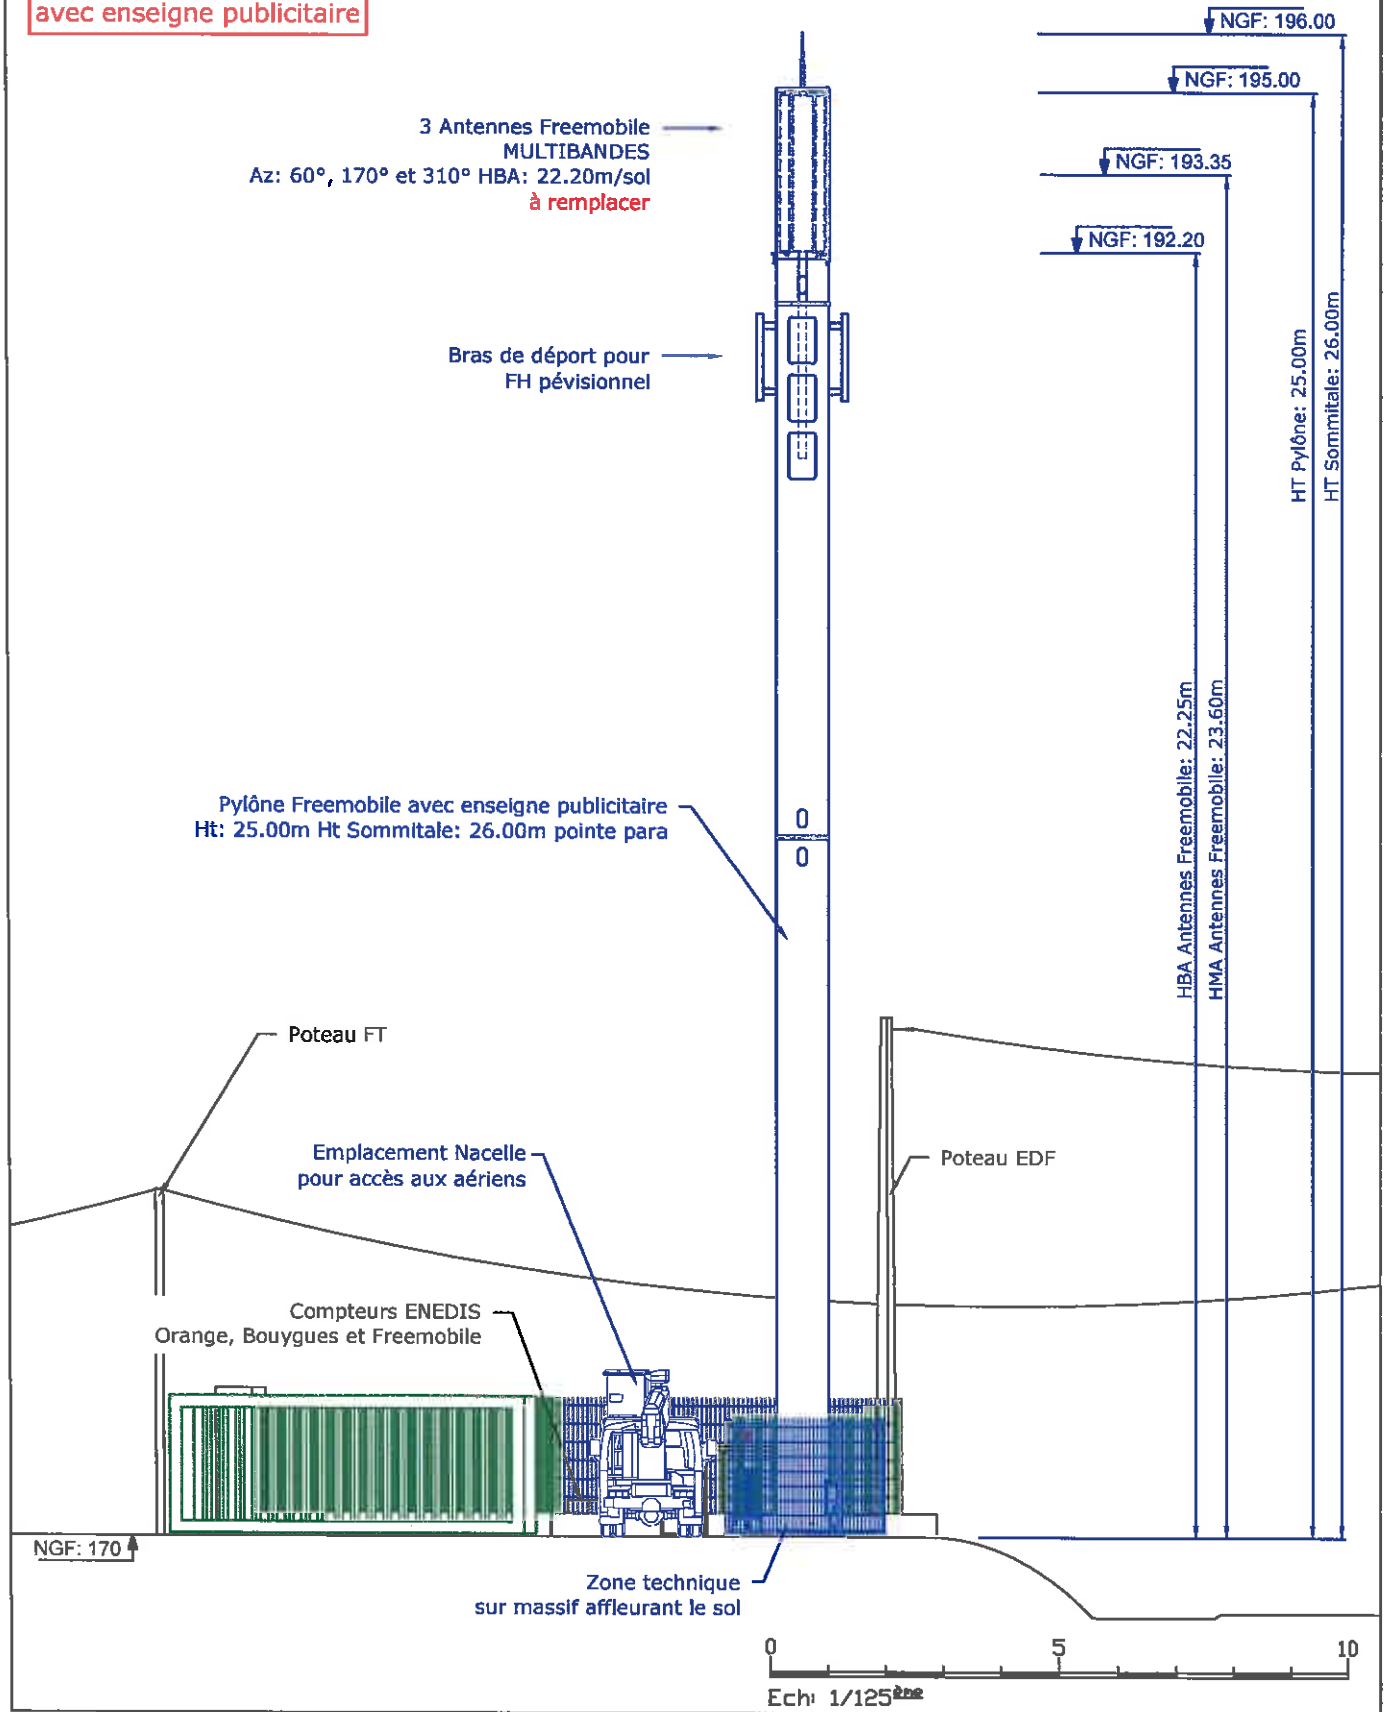 avec enseigne publicitaire
NGF: 196.00
NGF: 195.00
3 Antennes Freemobile
MULTIBANDES
Az: 60°, 170° et 310° HBA: 22.20m/sol
à remplacer
NGF: 193.35
NGF: 192.20
Bras de déport pour
FH pévisionnel
HT Pylône: 25.00m
HT Sommitale: 26.00m
HBA Antennes Freemobile: 22.25m
HMA Antennes Freemobile: 23.60m
Pylône Freemobile avec enseigne publicitaire
Ht: 25.00m Ht Sommitale: 26.00m pointe para
Poteau FT
Emplacement Nacelle
pour accès aux aériens
Poteau EDF
Compteurs ENEDIS
Orange, Bouygues et Freemobile
NGF: 170
Zone technique
sur massif affleurant le sol
0 5 10
Ech: 1/125ème